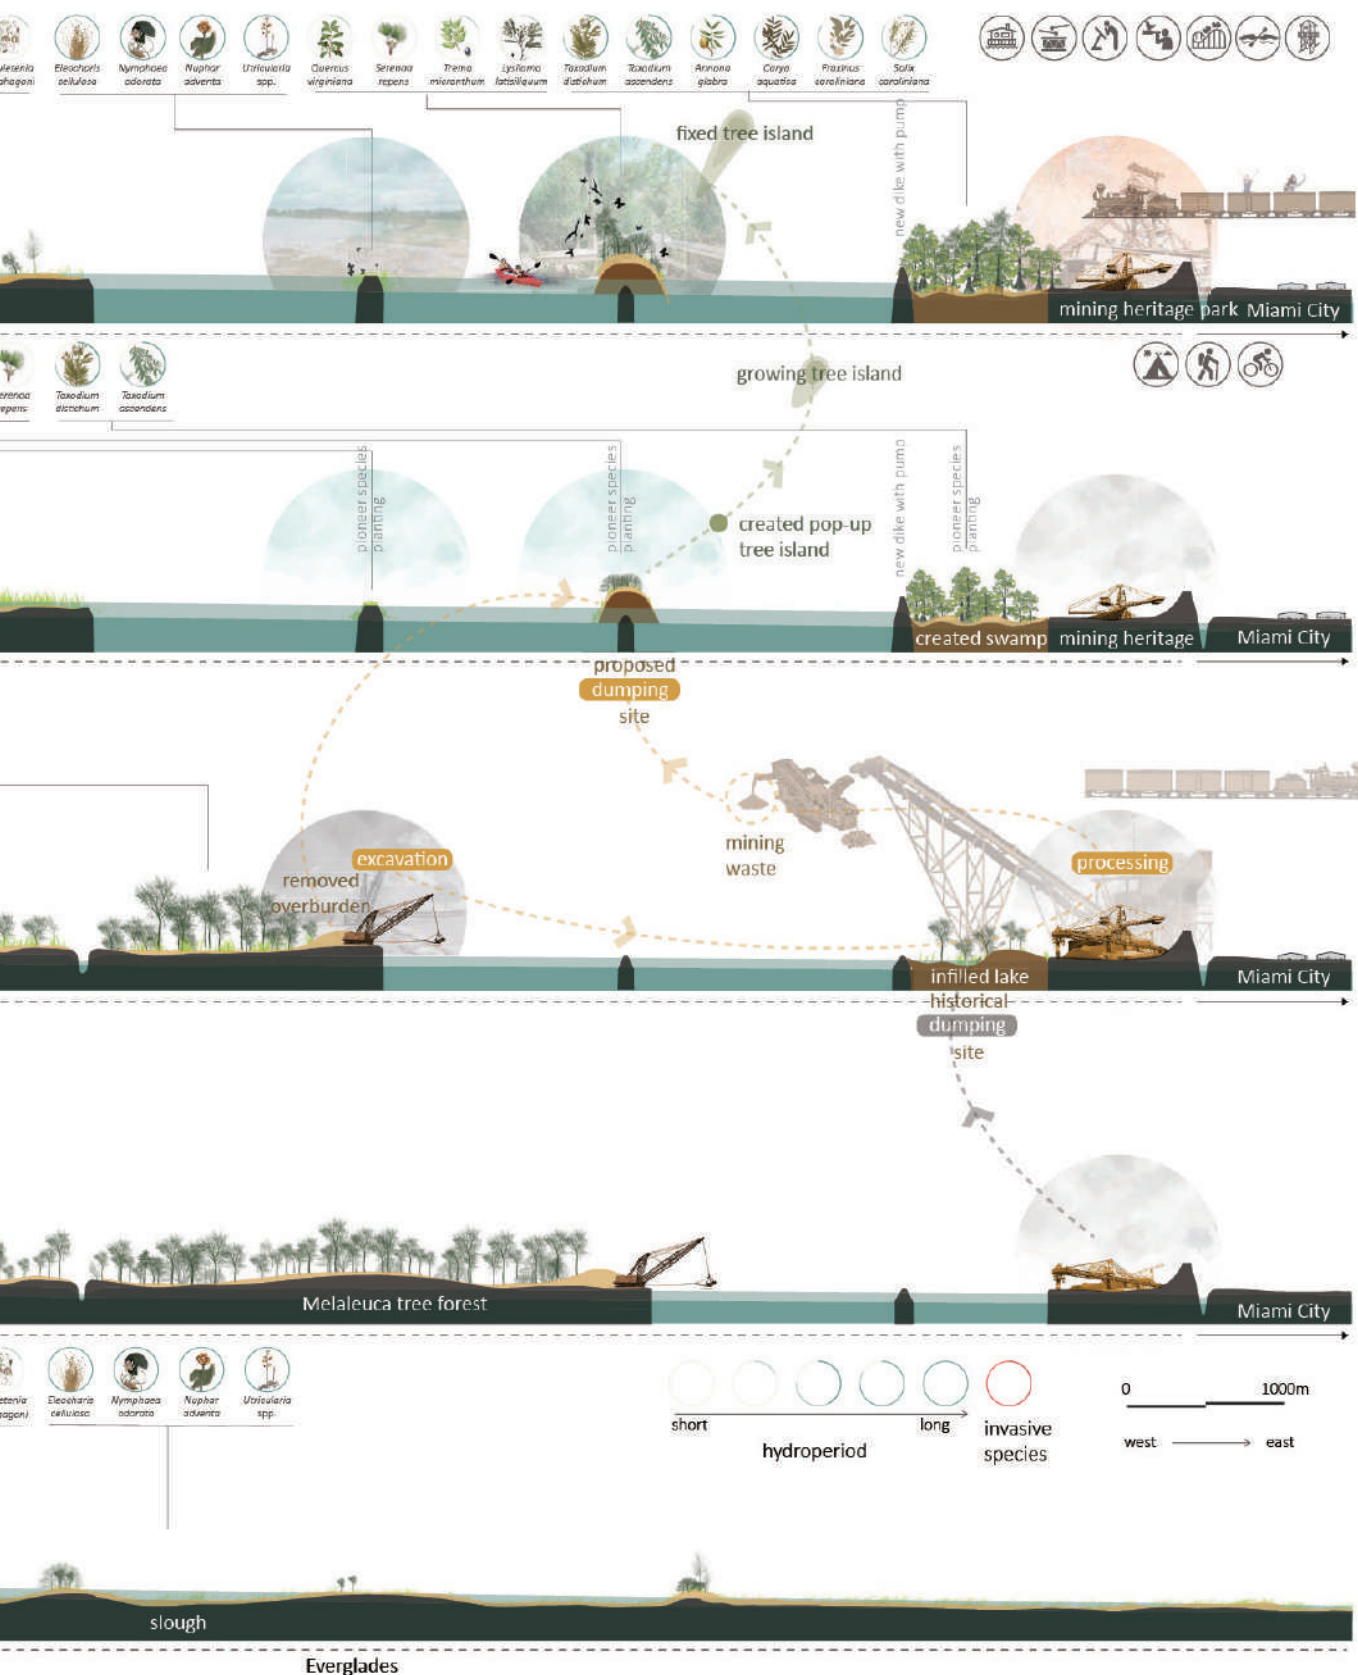 Eleocharis
cellulosa
Nymphaea
odorata
Nuphar
adventa
Utricularia
spp.
Quercus
virginiana
Serenoa
repens
Trema
micranthum
Lysiloma
latisiliquum
Taxodium
distichum
Taxodium
ascendens
Annona
glabra
Carya
aquatica
Fraxinus
caroliniana
Salix
caroliniana
fixed tree island
new dike with pump
mining heritage park
Miami City
growing tree island
repens
Taxodium
distichum
Taxodium
ascendens
pioneer species
planting
pioneer species
planting
created pop-up
tree island
new dike with pump
pioneer species
planting
created swamp
mining heritage
Miami City
proposed
dumping
site
mining
waste
excavation
removed
overburden
processing
infilled lake
Miami City
historical
dumping
site
Melaleuca tree forest
Miami City
Eleocharis
cellulosa
Nymphaea
odorata
Nuphar
adventa
Utricularia
spp.
short
long
hydroperiod
invasive
species
0
1000m
west
east
slough
Everglades